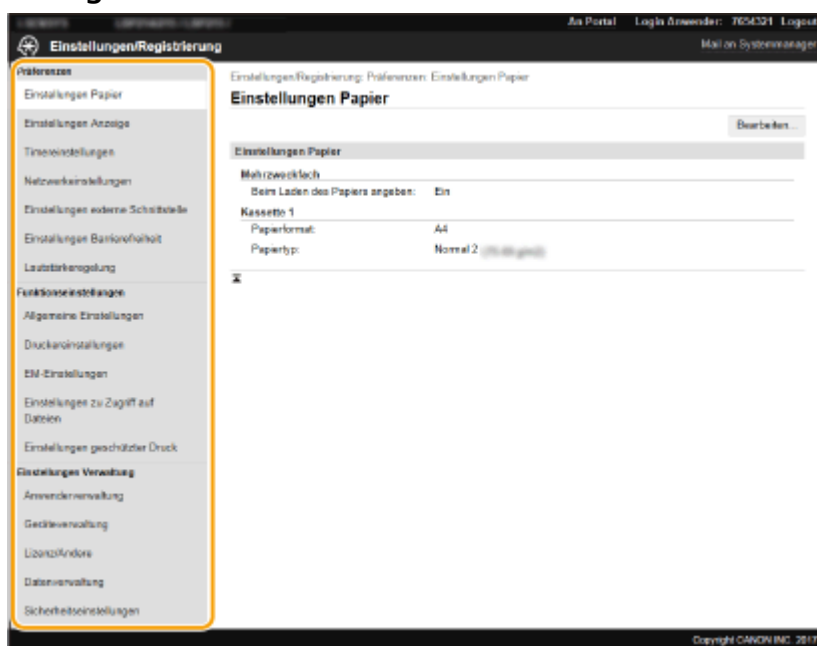 An Portal Login Anwender: 7654321 Logout
Einstellungen/Registrierung Mail an Systemmanager
Präferenzen
Einstellungen Papier
Einstellungen Anzeige
Timereinstellungen
Netzwerkeinstellungen
Einstellungen externe Schnittstelle
Einstellungen Barrierefreiheit
Lautstärkeregelung
Funktionseinstellungen
Allgemeine Einstellungen
Druckereinstellungen
EM-Einstellungen
Einstellungen zu Zugriff auf
Dateien
Einstellungen geschützter Druck
Einstellungen Verwaltung
Anwenderverwaltung
Geräteverwaltung
Lizenz/Andere
Datenverwaltung
Sicherheitseinstellungen
Einstellungen/Registrierung: Präferenzen: Einstellungen Papier
Einstellungen Papier
Bearbeiten...
Einstellungen Papier
Mehrzweckfach
Beim Laden des Papiers angeben: Ein
Kassette 1
Papierformat: A4
Papiertyp: Normal 2
Copyright CANON INC. 2017